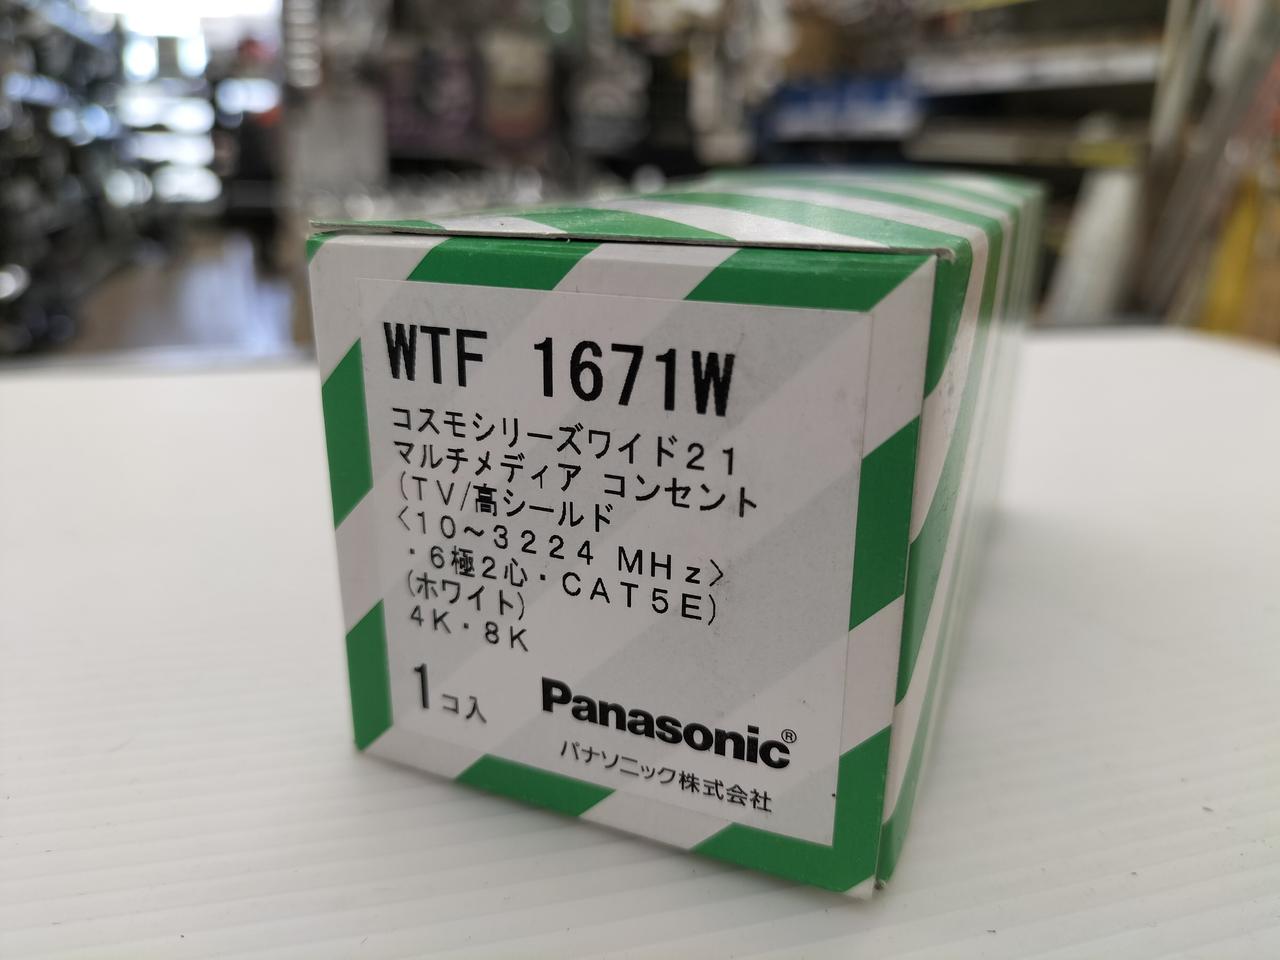 WTF 1671W
コスモシリーズワイド21
マルチメディア コンセント
(TV/高シールド
〈10～3224 MHz〉
・6極2心・CAT5E)
(ホワイト)
4K・8K
1コ入
Panasonic®
パナソニック株式会社